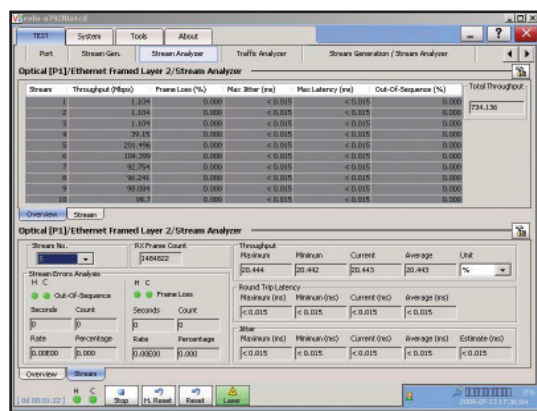 exfo-a792f0a1cd
TEST System Tools About
Port Stream Gen. Stream Analyzer Traffic Analyzer Stream Generation / Stream Analyzer
Optical [P1]/Ethernet Framed Layer 2/Stream Analyzer
Stream Throughput (Mbps) Frame Loss (%) Max Jitter (ms) Max Latency (ms) Out-Of-Sequence (%) Total Throughput
1 1.104 0.000 < 0.015 < 0.015 0.000 734.136
2 1.104 0.000 < 0.015 < 0.015 0.000
3 1.104 0.000 < 0.015 < 0.015 0.000
4 39.15 0.000 < 0.015 < 0.015 0.000
5 201.496 0.000 < 0.015 < 0.015 0.000
6 104.399 0.000 < 0.015 < 0.015 0.000
7 92.754 0.000 < 0.015 < 0.015 0.000
8 96.241 0.000 < 0.015 < 0.015 0.000
9 98.084 0.000 < 0.015 < 0.015 0.000
10 98.7 0.000 < 0.015 < 0.015 0.000
Overview Stream
Optical [P1]/Ethernet Framed Layer 2/Stream Analyzer
Stream No. RX Frame Count Throughput
Maximum Minimum Current Average Unit
5 1484822 20.444 20.442 20.443 20.443 %
Stream Errors Analysis Round Trip Latency
H C H C Maximum (ms) Minimum (ms) Current (ms) Average (ms)
Out-Of-Sequence Frame Loss
< 0.015 < 0.015 < 0.015 < 0.015
Seconds Count Seconds Count
0 0 0 0 Jitter
Rate Percentage Rate Percentage Maximum (ms) Minimum (ms) Current (ms) Average (ms) Estimate (ms)
0.00E00 0.000 0.00E00 0.000 < 0.015 < 0.015 < 0.015 < 0.015 < 0.015
Overview Stream
H C
[ 0d 00:01:22 ] Stop H. Reset Reset Laser 0%